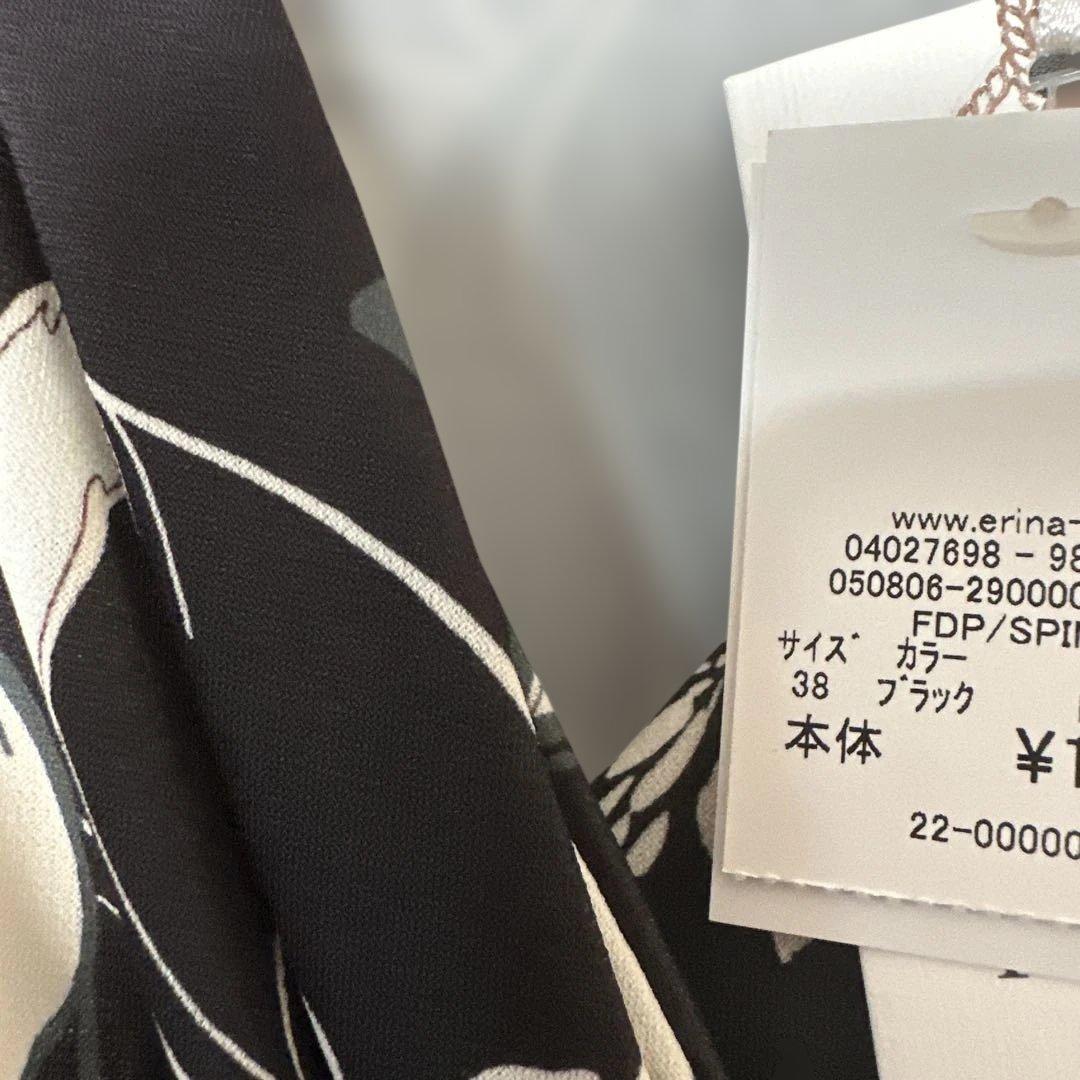 www.erina-
04027698 - 98
050806-290000
FDP/SPIN
サイズ カラー
38 ブラック
本体 ¥1
22-00000